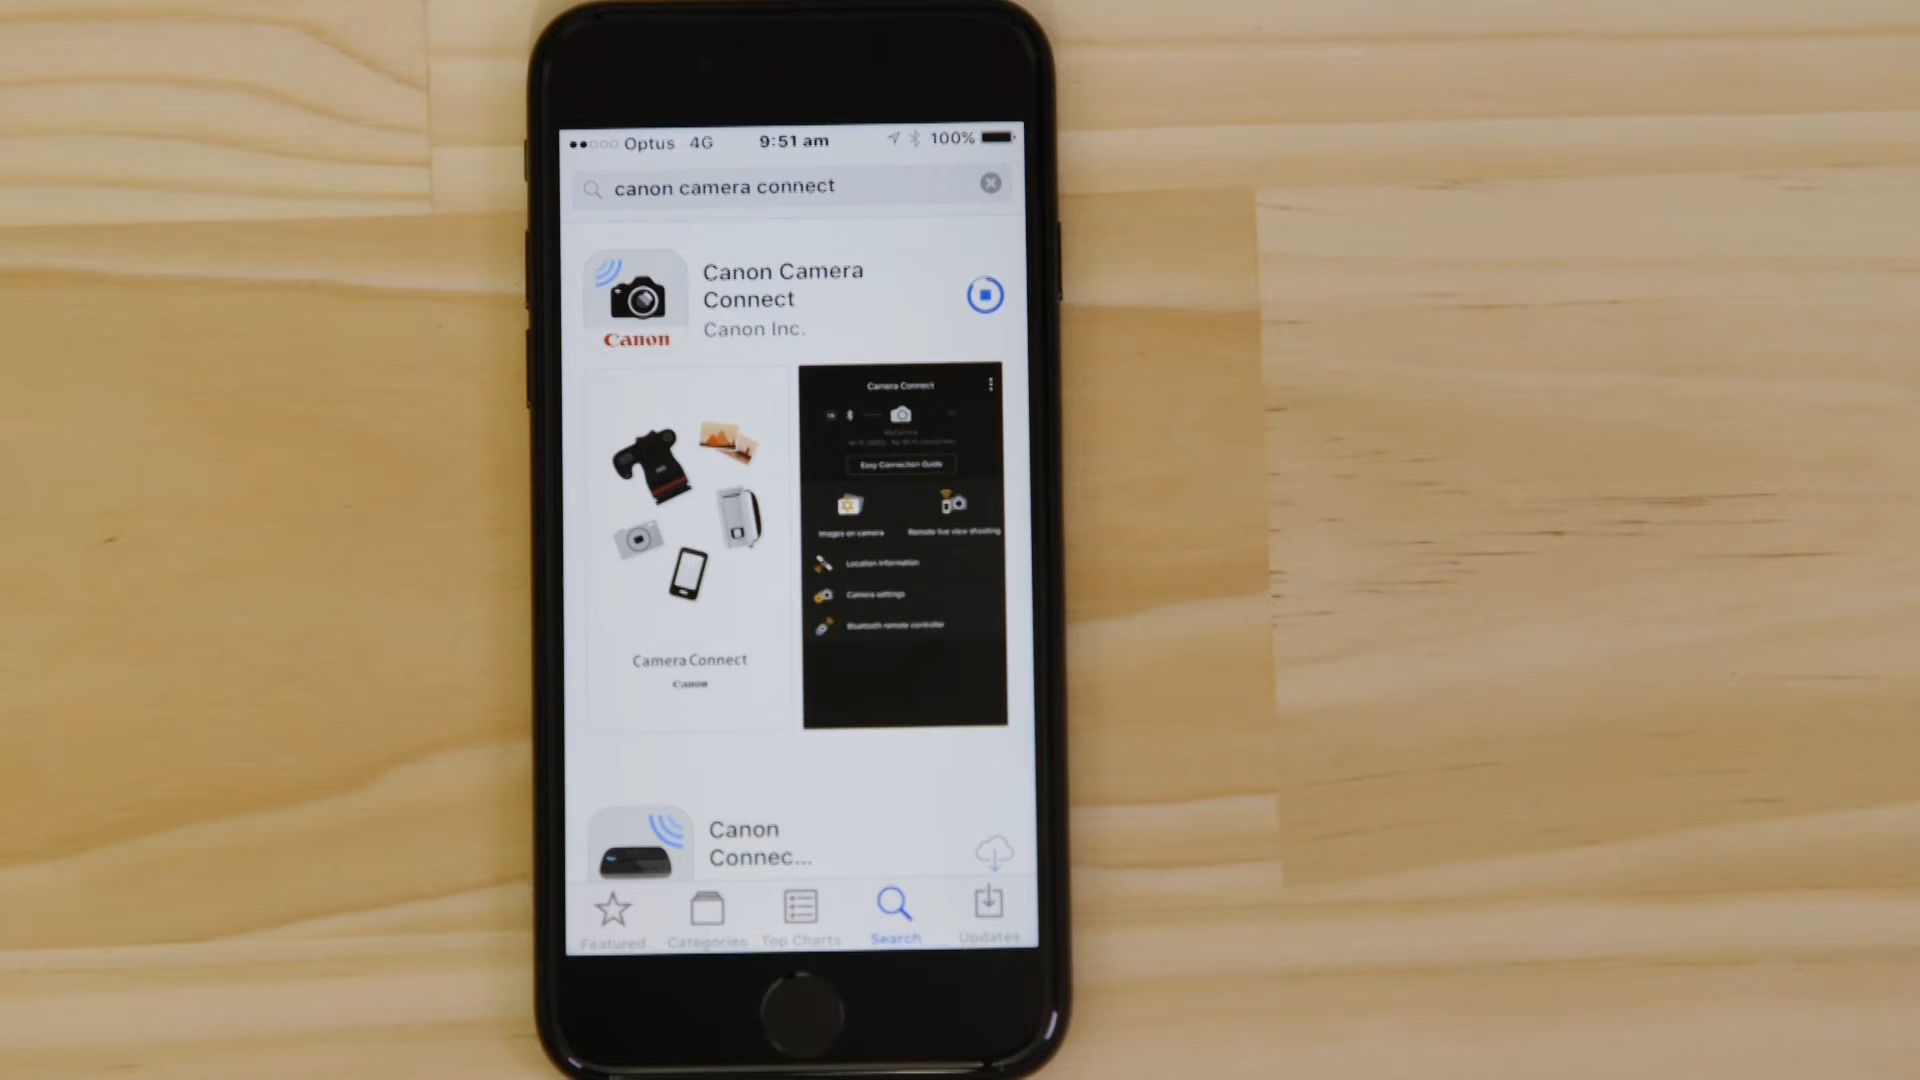 Optus 4G 9:51 am 100%
canon camera connect
Canon Camera
Connect
Canon Inc.
Canon
Camera Connect
Easy Connection Guide
Images on camera Remote live view shooting
Location information
Camera settings
Bluetooth remote controller
Camera Connect
Canon
Canon
Connec...
Featured Categories Top Charts Search Updates